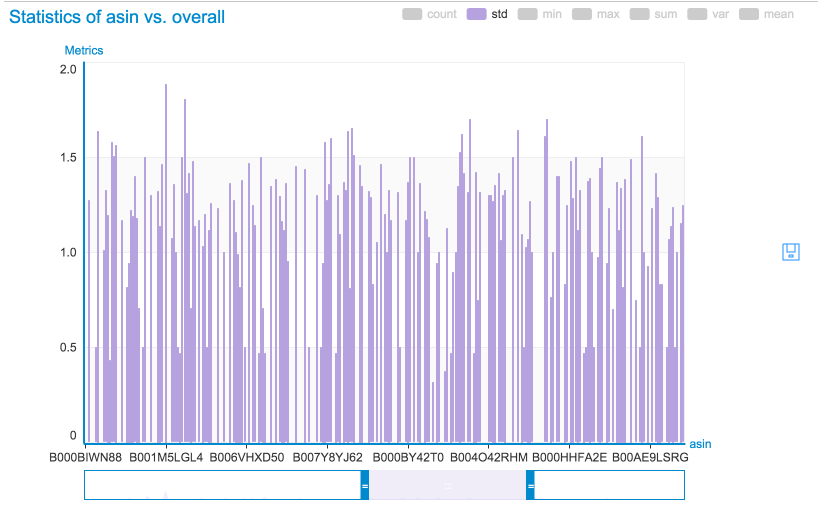 Statistics of asin vs. overall
count std min max sum var mean
Metrics
2.0
1.5
1.0
0.5
0
asin
B000BIWN88 B001M5LGL4 B006VHXD50 B007Y8YJ62 B000BY42T0 B004O42RHM B000HHFA2E B00AE9LSRG